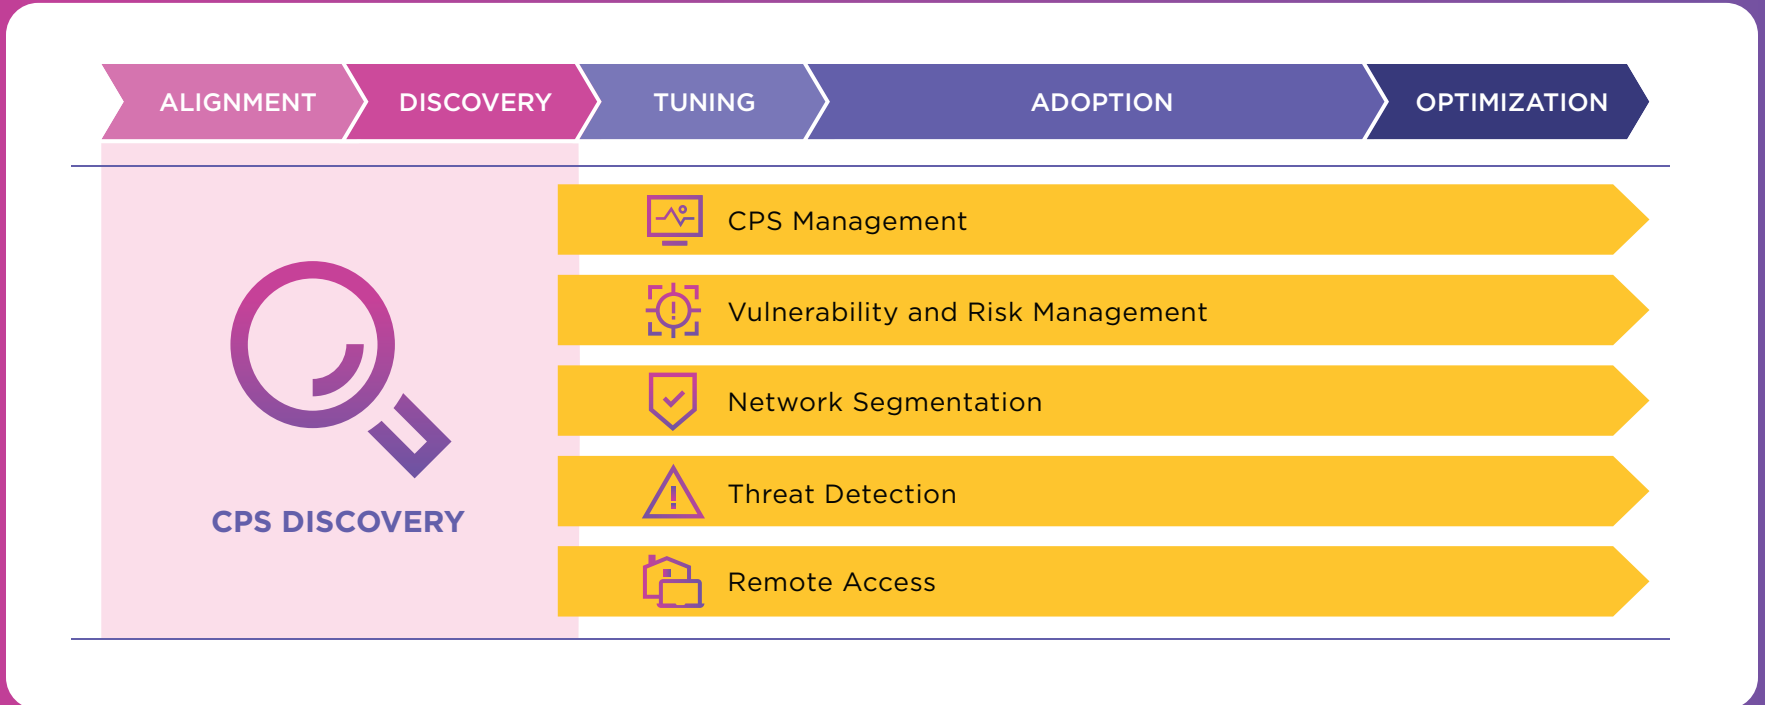 ALIGNMENT
DISCOVERY
TUNING
ADOPTION
OPTIMIZATION
CPS Management
Vulnerability and Risk Management
Network Segmentation
Threat Detection
Remote Access
CPS DISCOVERY